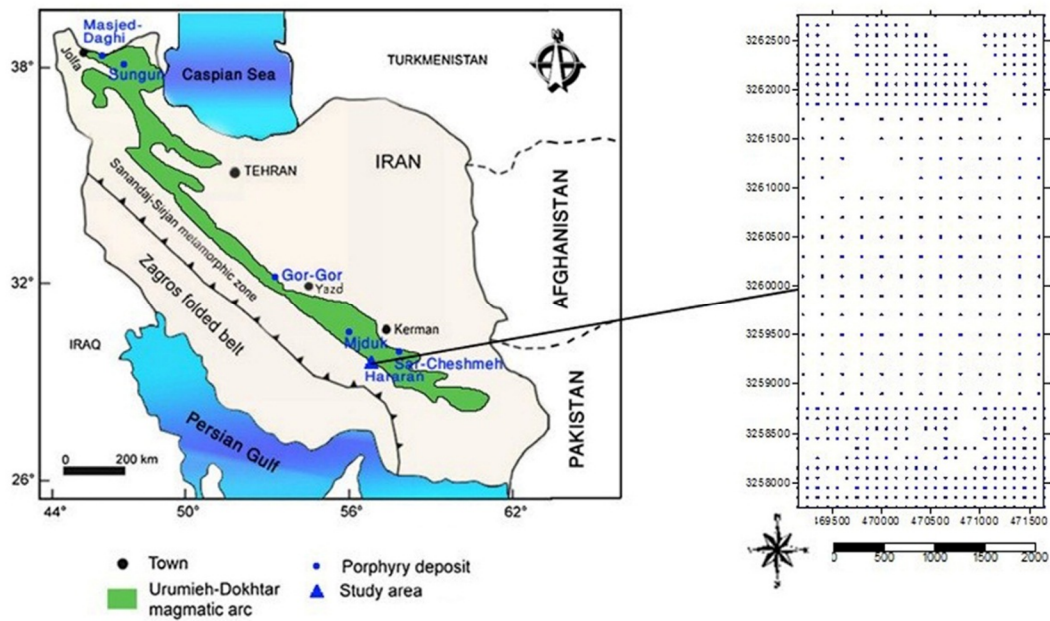 Masjed-
Daghi
Jolfa
Sungun
38°
Caspian Sea
TURKMENISTAN
TEHRAN
IRAN
AFGHANISTAN
Sanandaj-Sirjan metamorphic zone
Zagros folded belt
Gor-Gor
Yazd
32°
IRAQ
Kerman
Mjduk
Sar-Cheshmeh
Hararan
PAKISTAN
Persian Gulf
0 200 km
26°
44° 50° 56° 62°
Town
Porphyry deposit
Urumieh-Dokhtar
magmatic arc
Study area
3262500
3262000
3261500
3261000
3260500
3260000
3259500
3259000
3258500
3258000
169500 470000 470500 471000 471500
0 500 1000 1500 2000